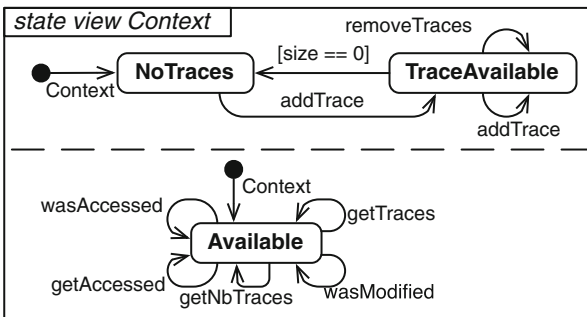 state view Context
removeTraces
[size == 0]
NoTraces
TraceAvailable
Context
addTrace
addTrace
Context
wasAccessed
getTraces
Available
getAccessed
getNbTraces
wasModified